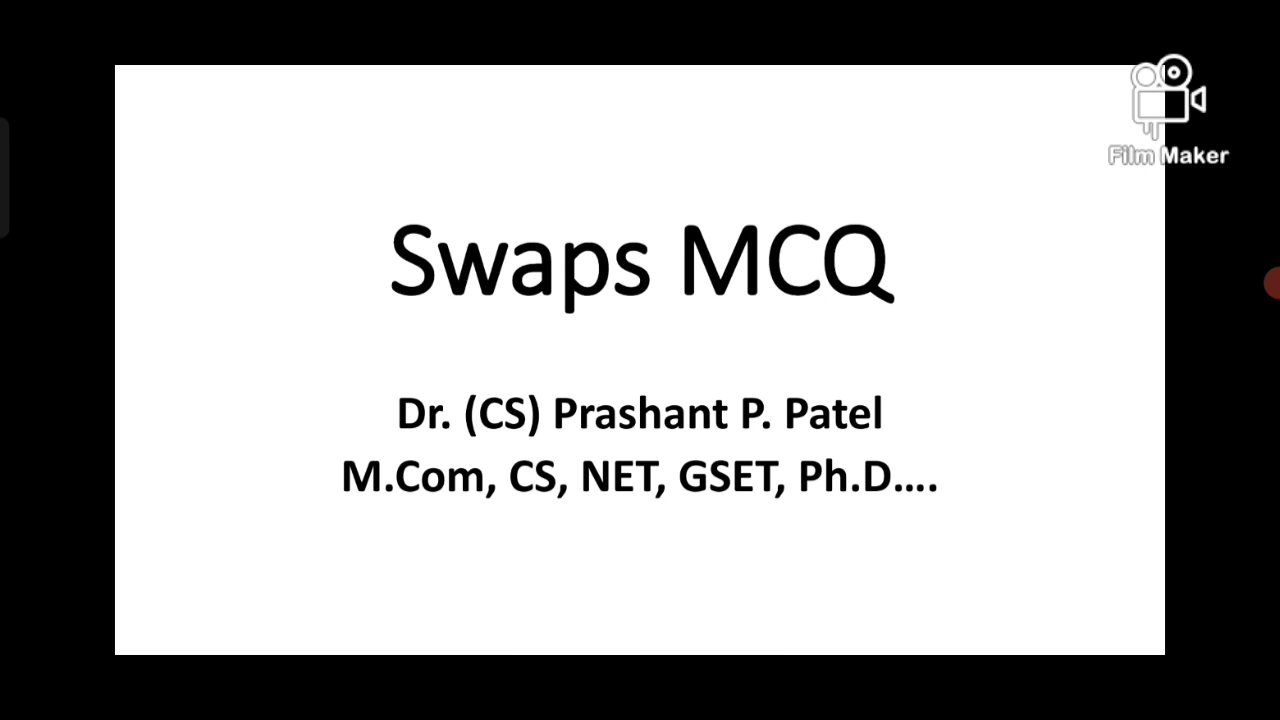 Film Maker
Swaps MCQ
Dr. (CS) Prashant P. Patel
M.Com, CS, NET, GSET, Ph.D....